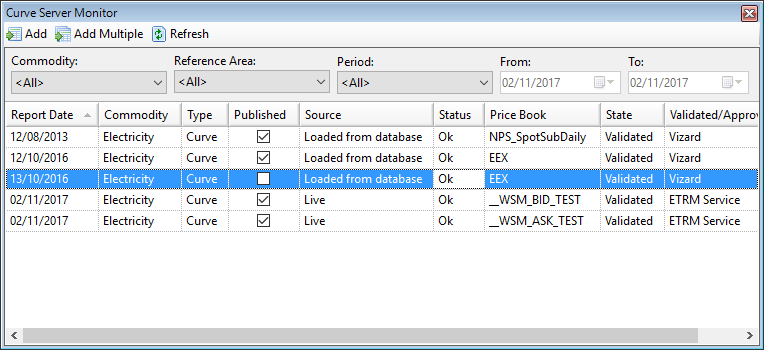 Curve Server Monitor
Add Add Multiple Refresh
Commodity: Reference Area: Period: From: To:
<All> <All> <All> 02/11/2017 02/11/2017
Report Date Commodity Type Published Source Status Price Book State Validated/Approv
12/08/2013 Electricity Curve Loaded from database Ok NPS_SpotSubDaily Validated Vizard
12/10/2016 Electricity Curve Loaded from database Ok EEX Validated Vizard
13/10/2016 Electricity Curve Loaded from database Ok EEX Validated Vizard
02/11/2017 Electricity Curve Live Ok __WSM_BID_TEST Validated ETRM Service
02/11/2017 Electricity Curve Live Ok __WSM_ASK_TEST Validated ETRM Service